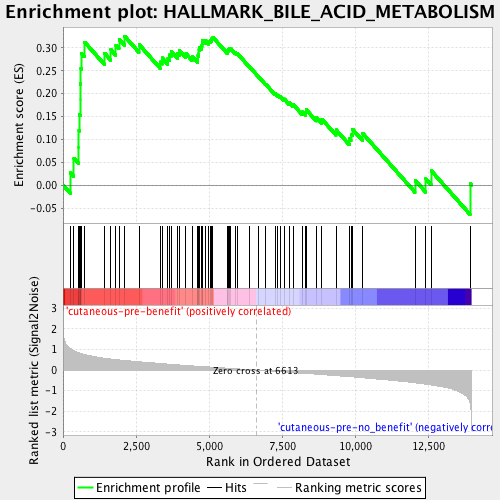 Enrichment plot: HALLMARK_BILE_ACID_METABOLISM
Enrichment score (ES)
0.30
0.25
0.20
0.15
0.10
0.05
0.00
-0.05
'cutaneous-pre-benefit' (positively correlated)
Ranked list metric (Signal2Noise)
3
2
1
0
-1
-2
-3
Zero cross at 6613
'cutaneous-pre-no_benefit' (negatively corre
0
2,500
5,000
7,500
10,000
12,500
Rank in Ordered Dataset
Enrichment profile
Hits
Ranking metric scores